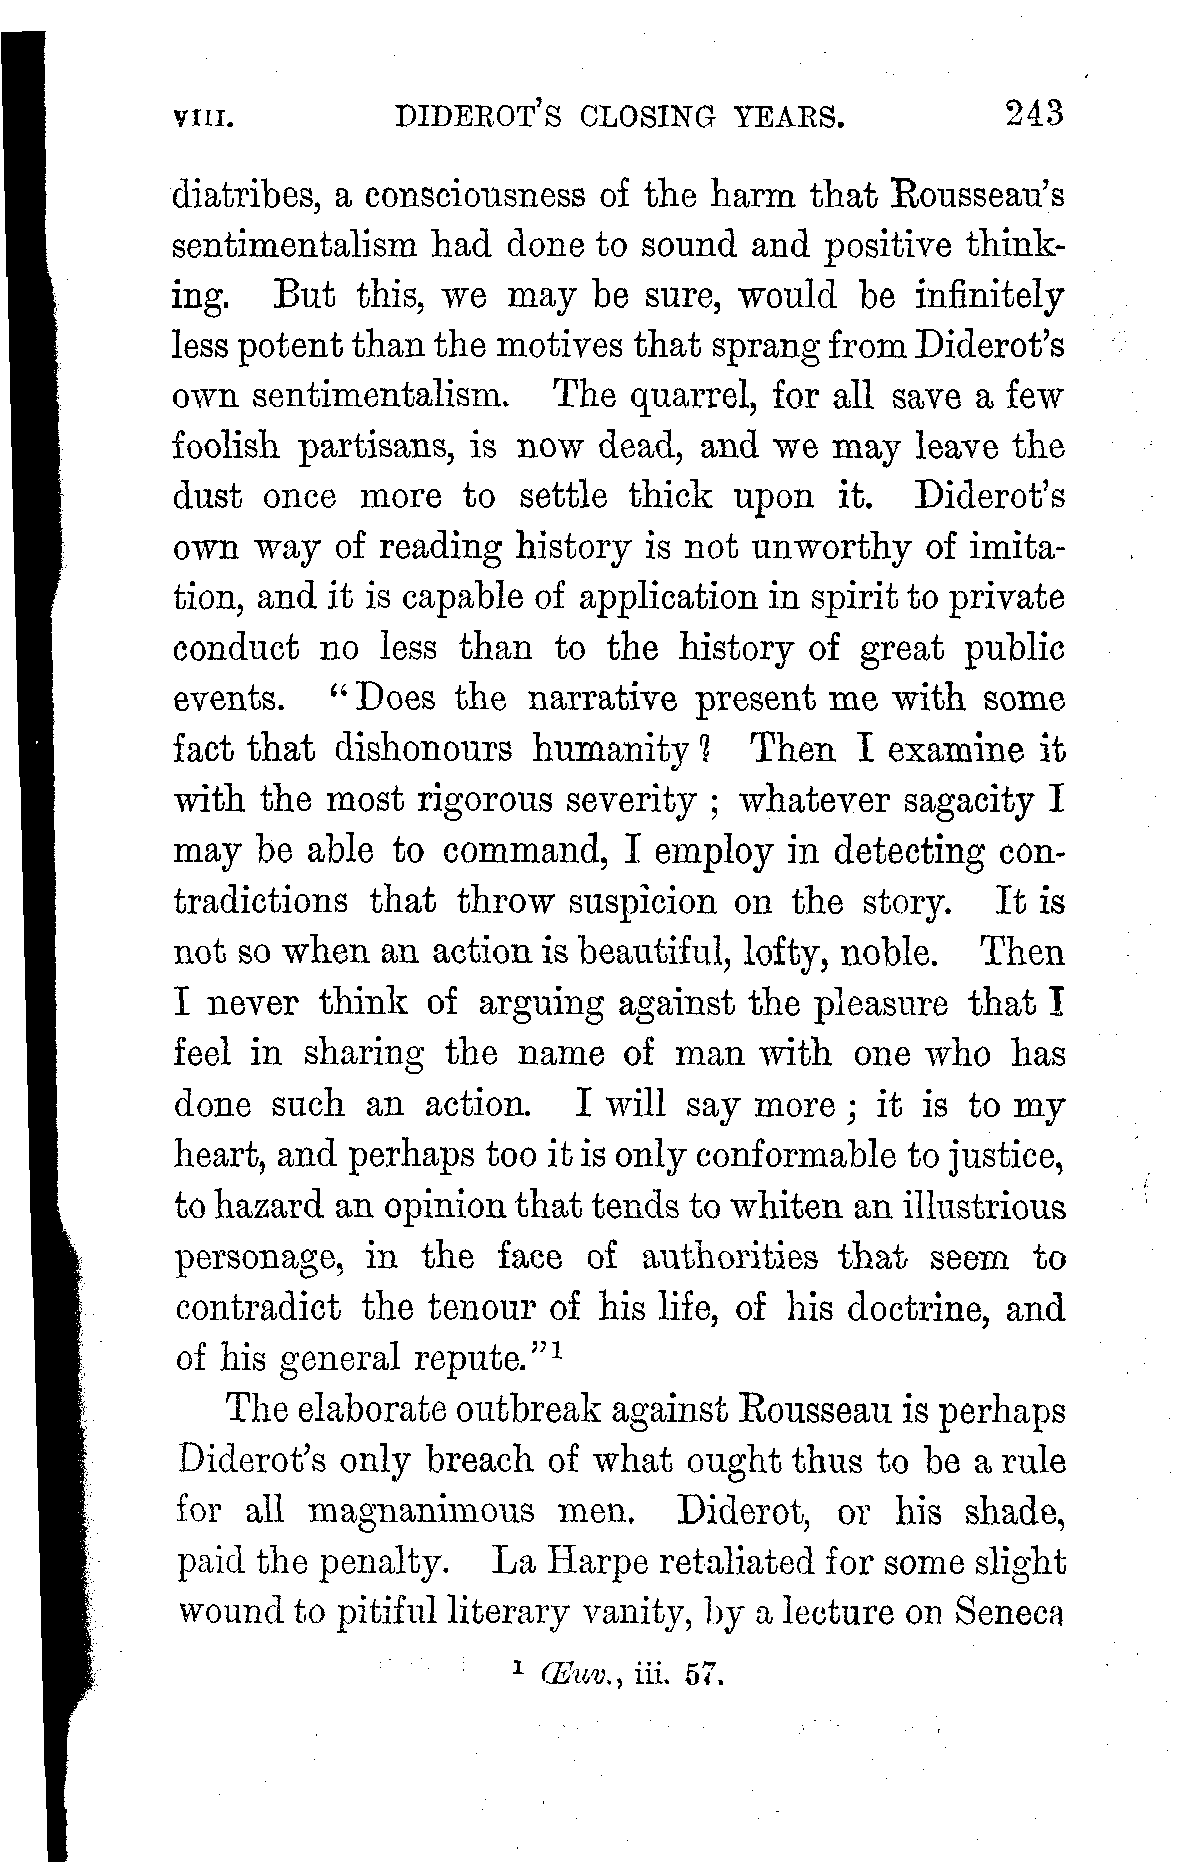 VIII. DIDEROT'S CLOSING YEARS. 243
diatribes, a consciousness of the harm that Rousseau's
sentimentalism had done to sound and positive think-
ing. But this, we may be sure, would be infinitely
less potent than the motives that sprang from Diderot's
own sentimentalism. The quarrel, for all save a few
foolish partisans, is now dead, and we may leave the
dust once more to settle thick upon it. Diderot's
own way of reading history is not unworthy of imita-
tion, and it is capable of application in spirit to private
conduct no less than to the history of great public
events. "Does the narrative present me with some
fact that dishonours humanity? Then I examine it
with the most rigorous severity; whatever sagacity I
may be able to command, I employ in detecting con-
tradictions that throw suspicion on the story. It is
not so when an action is beautiful, lofty, noble. Then
I never think of arguing against the pleasure that I
feel in sharing the name of man with one who has
done such an action. I will say more; it is to my
heart, and perhaps too it is only conformable to justice,
to hazard an opinion that tends to whiten an illustrious
personage, in the face of authorities that seem to
contradict the tenour of his life, of his doctrine, and
of his general repute."¹
The elaborate outbreak against Rousseau is perhaps
Diderot's only breach of what ought thus to be a rule
for all magnanimous men. Diderot, or his shade,
paid the penalty. La Harpe retaliated for some slight
wound to pitiful literary vanity, by a lecture on Seneca
¹ Œuv., iii. 57.